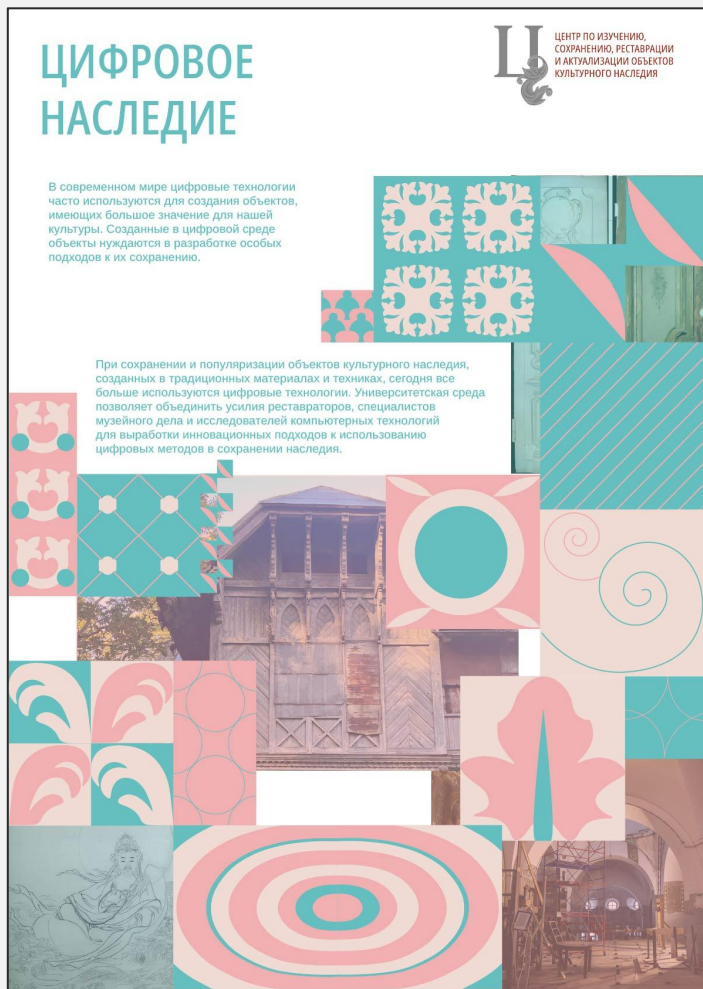 ЦИФРОВОЕ
НАСЛЕДИЕ
Ц
ЦЕНТР ПО ИЗУЧЕНИЮ,
СОХРАНЕНИЮ, РЕСТАВРАЦИИ
И АКТУАЛИЗАЦИИ ОБЪЕКТОВ
КУЛЬТУРНОГО НАСЛЕДИЯ
В современном мире цифровые технологии
часто используются для создания объектов,
имеющих большое значение для нашей
культуры. Созданные в цифровой среде
объекты нуждаются в разработке особых
подходов к их сохранению.
При сохранении и популяризации объектов культурного наследия,
созданных в традиционных материалах и техниках, сегодня все
больше используются цифровые технологии. Университетская среда
позволяет объединить усилия реставраторов, специалистов
музейного дела и исследователей компьютерных технологий
для выработки инновационных подходов к использованию
цифровых методов в сохранении наследия.